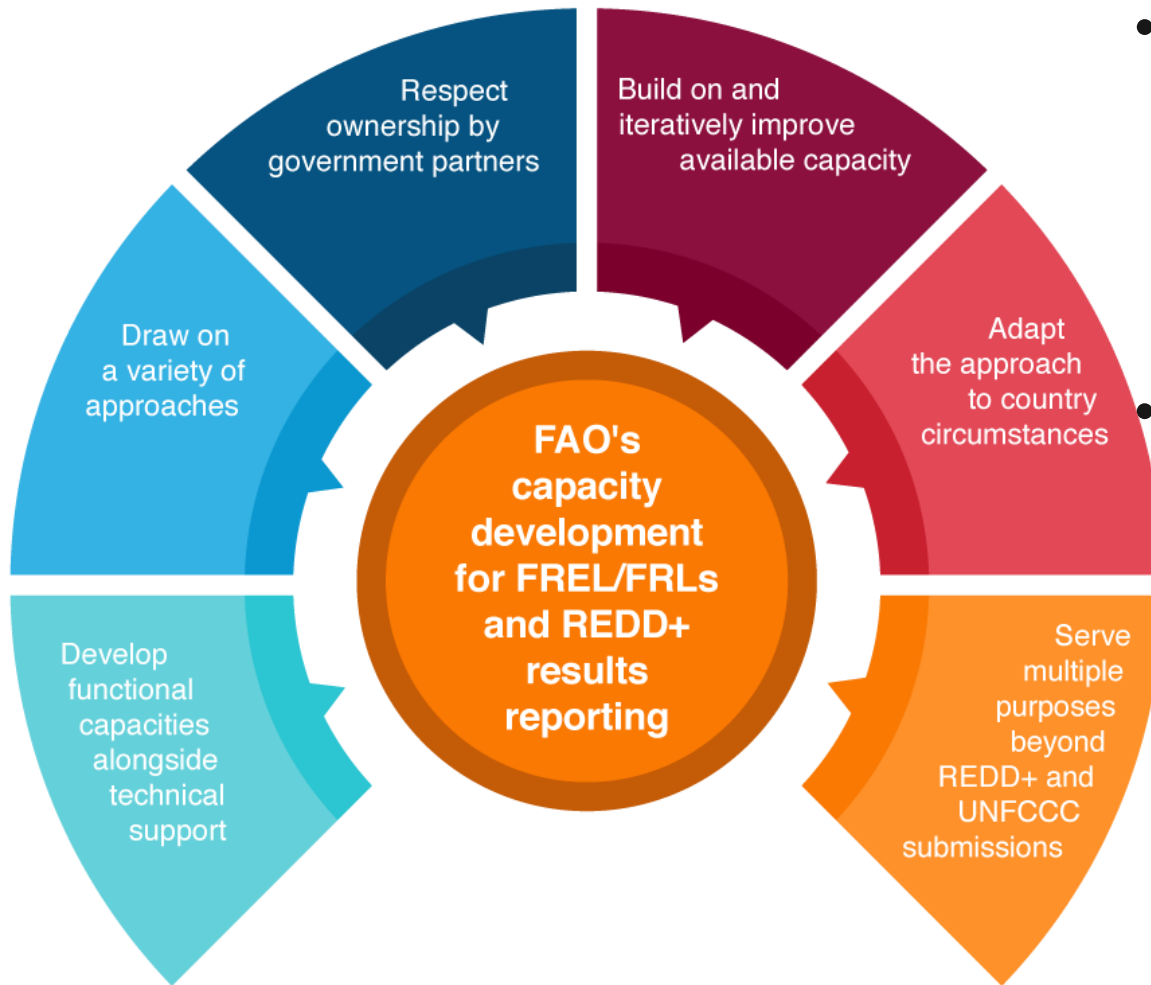 Respect
ownership by
government partners
Build on and
iteratively improve
available capacity
Draw on
a variety of
approaches
Adapt
the approach
to country
circumstances
FAO's
capacity
development
for FREL/FRLs
and REDD+
results
reporting
Develop
functional
capacities
alongside
technical
support
Serve
multiple
purposes
beyond
REDD+ and
UNFCCC
submissions